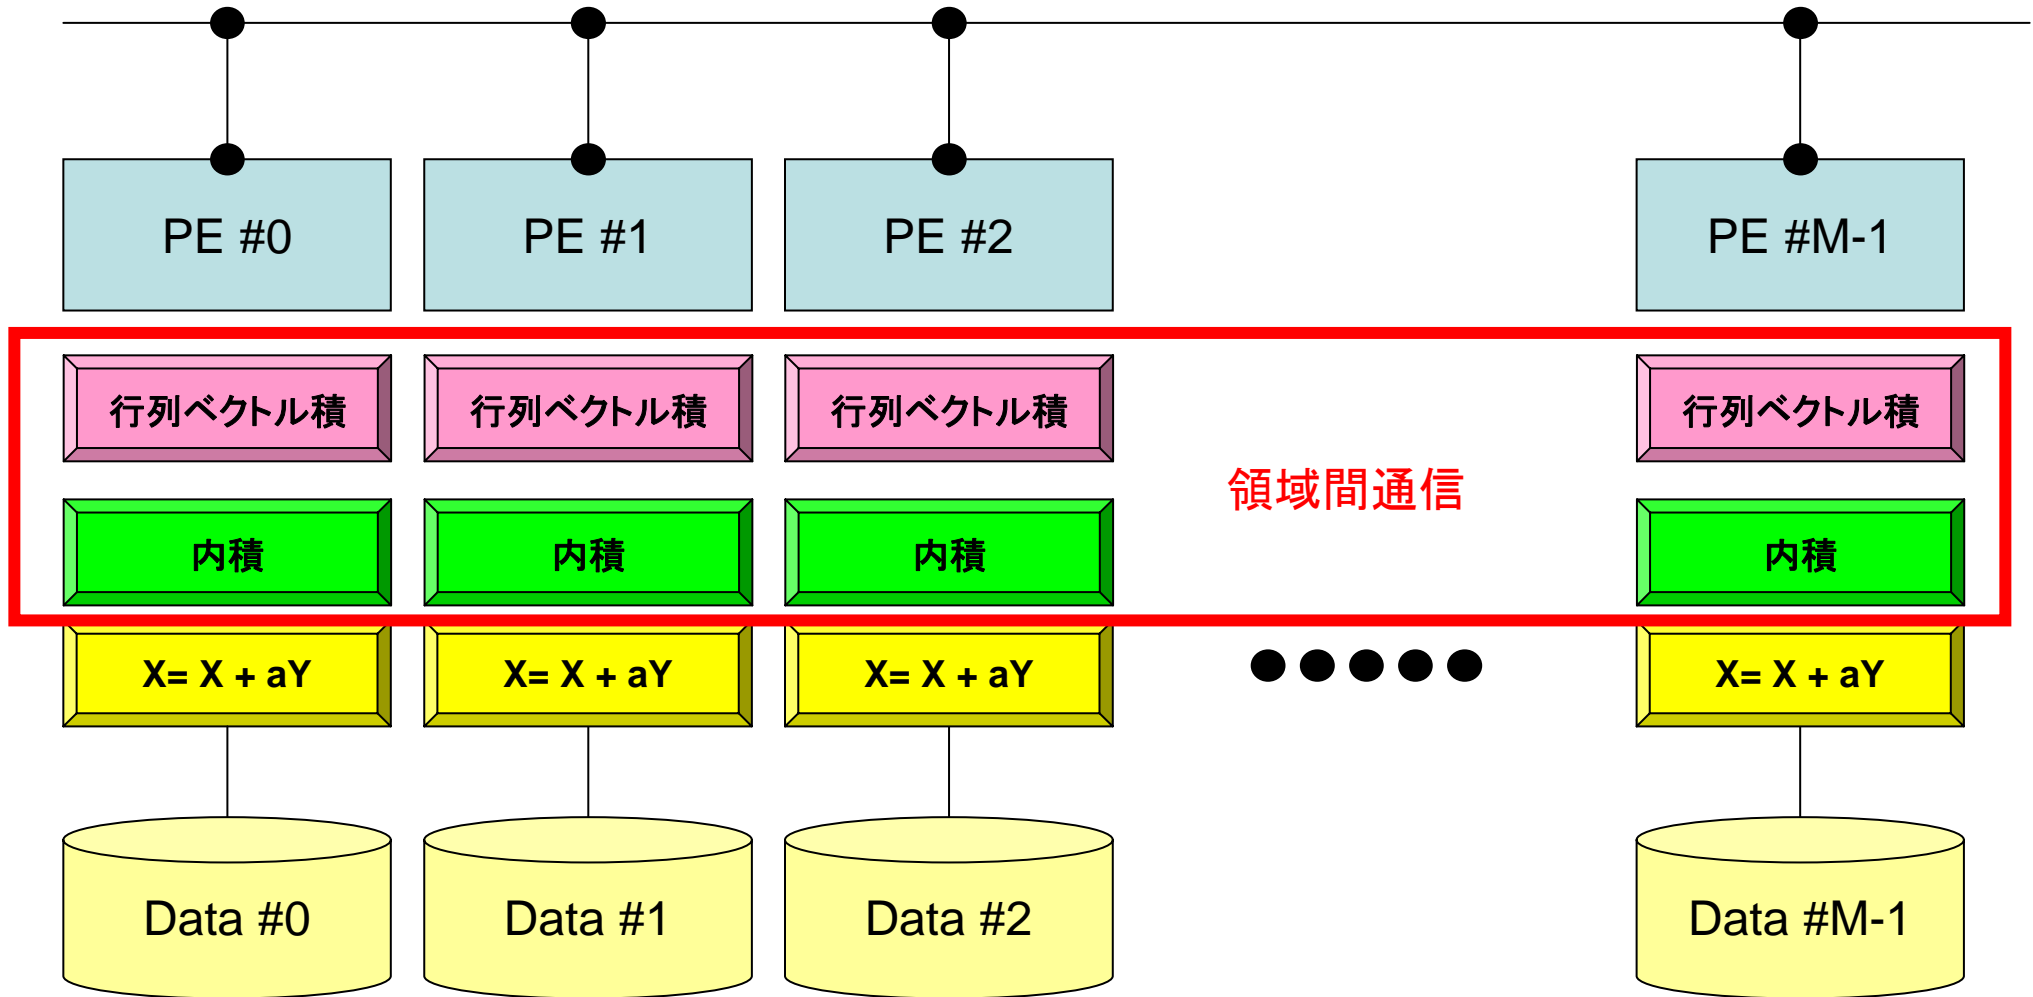 PE #0
PE #1
PE #2
PE #M-1
行列ベクトル積
行列ベクトル積
行列ベクトル積
行列ベクトル積
領域間通信
内積
内積
内積
内積
X= X + aY
X= X + aY
X= X + aY
X= X + aY
Data #0
Data #1
Data #2
Data #M-1